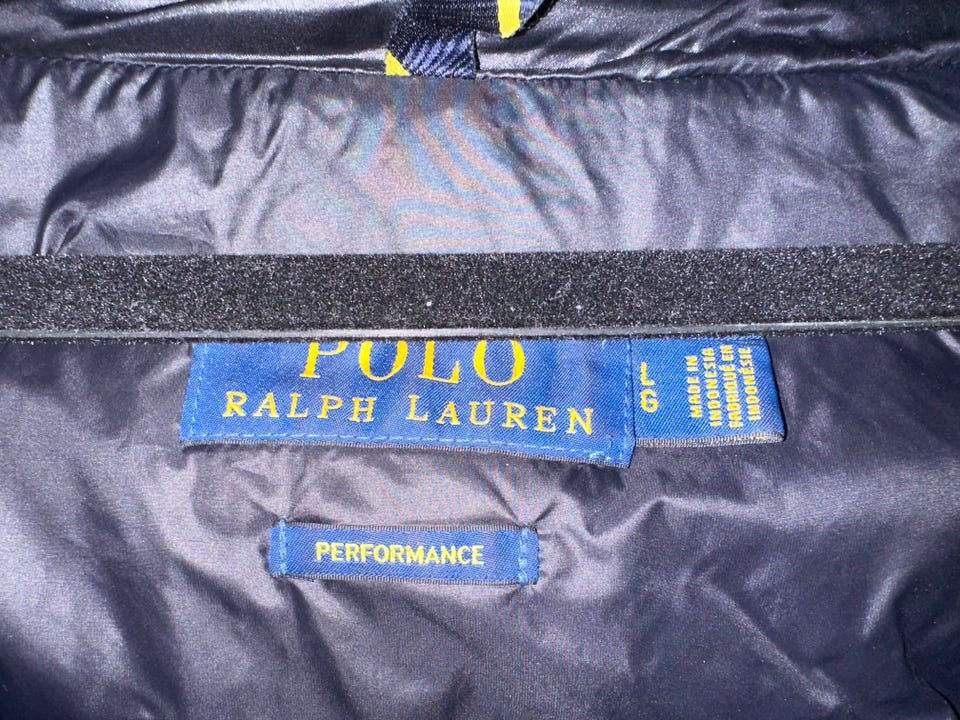 POLO
RALPH LAUREN
L
G
MADE IN
INDONESIA
FABRIQUÉ EN
INDONÉSIE
PERFORMANCE